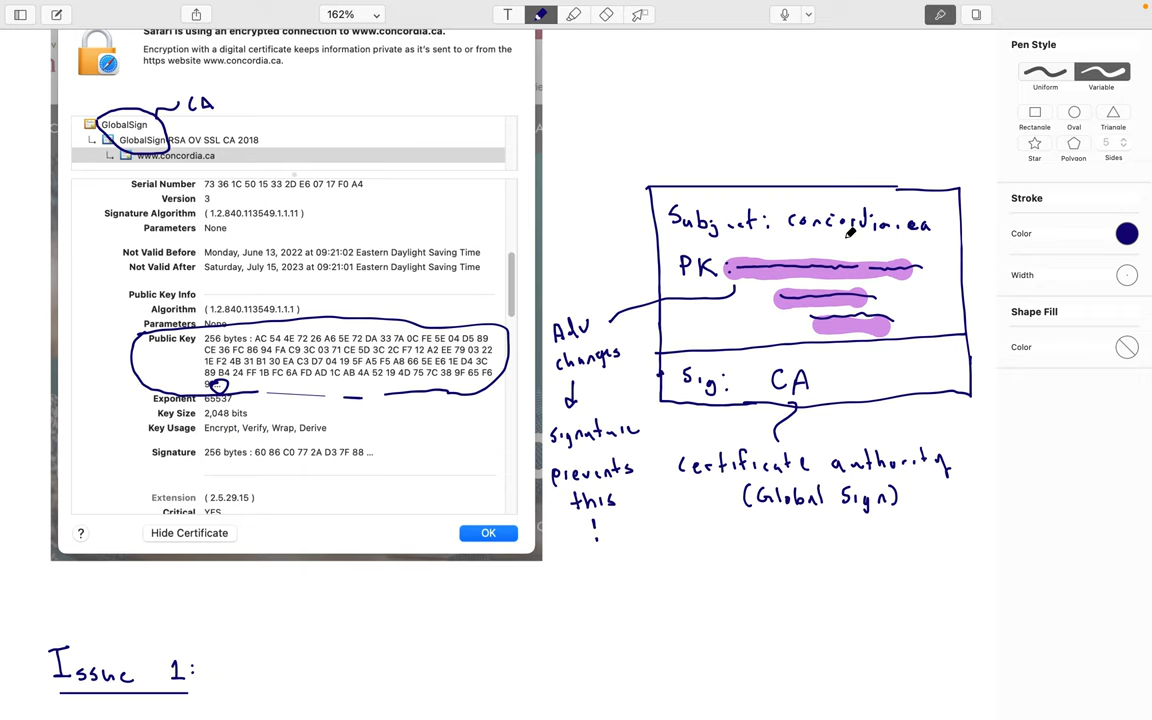 162%
T
Safari is using an encrypted connection to www.concordia.ca.
Encryption with a digital certificate keeps information private as it's sent to or from the
https website www.concordia.ca.
CA
GlobalSign
GlobalSign RSA OV SSL CA 2018
www.concordia.ca
Serial Number 73 36 1C 50 15 33 2D E6 07 17 F0 A4
Version 3
Signature Algorithm ( 1.2.840.113549.1.1.11 )
Parameters None
Not Valid Before Monday, June 13, 2022 at 09:21:02 Eastern Daylight Saving Time
Not Valid After Saturday, July 15, 2023 at 09:21:01 Eastern Daylight Saving Time
Public Key Info
Algorithm ( 1.2.840.113549.1.1.1 )
Parameters None
Public Key 256 bytes : AC 54 4E 72 26 A6 5E 72 DA 33 7A 0C FE 5E 04 D5 89
CE 36 FC 86 94 FA C9 3C 03 71 CE 5D 3C 2C F7 12 A2 EE 79 03 22
1E F2 4B 31 B1 30 EA C3 D7 04 19 5F A5 F5 A8 66 5E E6 1E D4 3C
89 B4 24 FF 1B FC 6A FD AD 1C AB 4A 52 19 4D 75 7C 38 9F 65 F6
Exponent 65537
Key Size 2,048 bits
Key Usage Encrypt, Verify, Wrap, Derive
Signature 256 bytes : 60 86 C0 77 2A D3 7F 88 ...
Extension ( 2.5.29.15 )
Critical YES
?
Hide Certificate
OK
Subject: concordia.ca
PK:
Sig: CA
Adv
changes
signature
prevents
this
!
certificate authority
(Global Sign)
Issue 1:
Pen Style
Uniform Variable
Rectangle Oval Triangle
5
Star Polygon Sides
Stroke
Color
Width
Shape Fill
Color